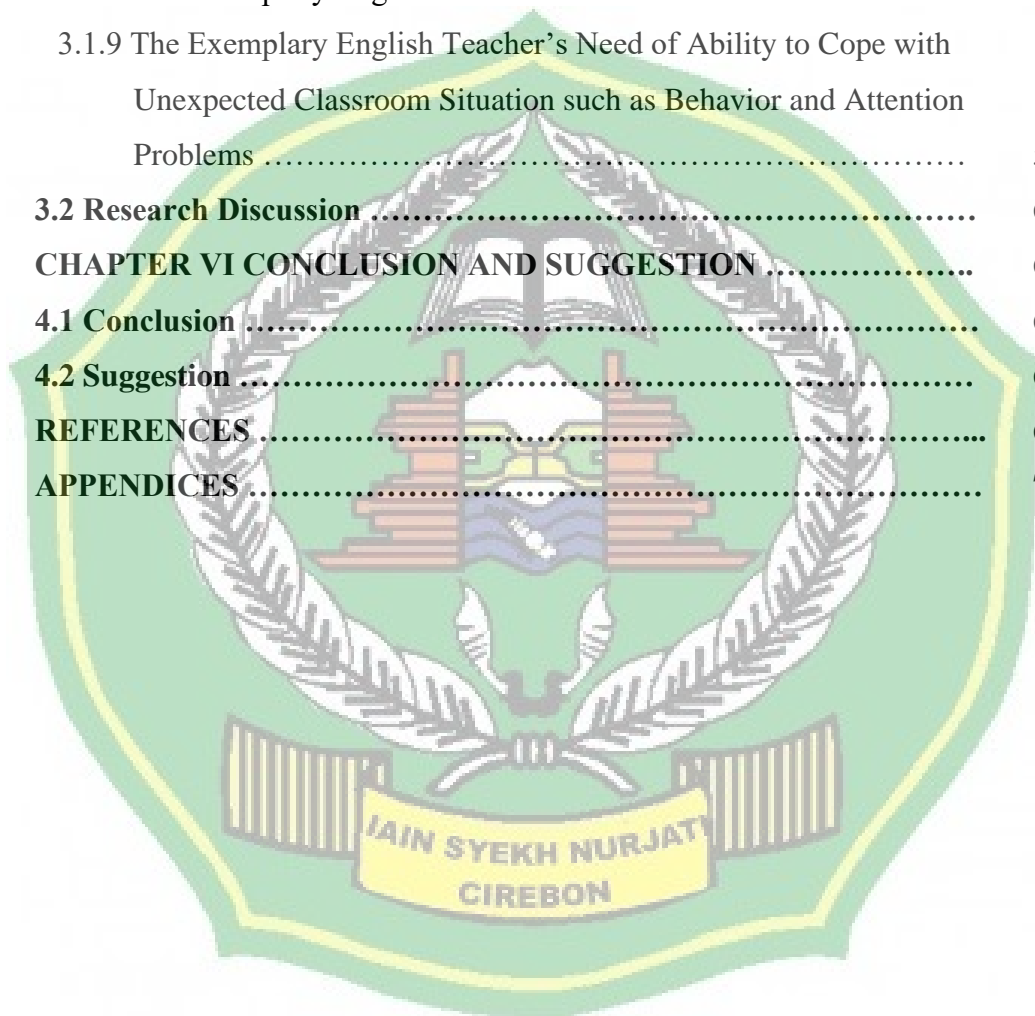 3.1.9 The Exemplary English Teacher’s Need of Ability to Cope with
Unexpected Classroom Situation such as Behavior and Attention
Problems ……………………………………………………………
3.2 Research Discussion ……………………………………………………
CHAPTER VI CONCLUSION AND SUGGESTION ………………..
4.1 Conclusion ………………………………………………………………
4.2 Suggestion ………………………………………………………………
REFERENCES ……………………………………………………………...
APPENDICES ………………………………………………………………
IAIN SYEKH NURJATI
CIREBON